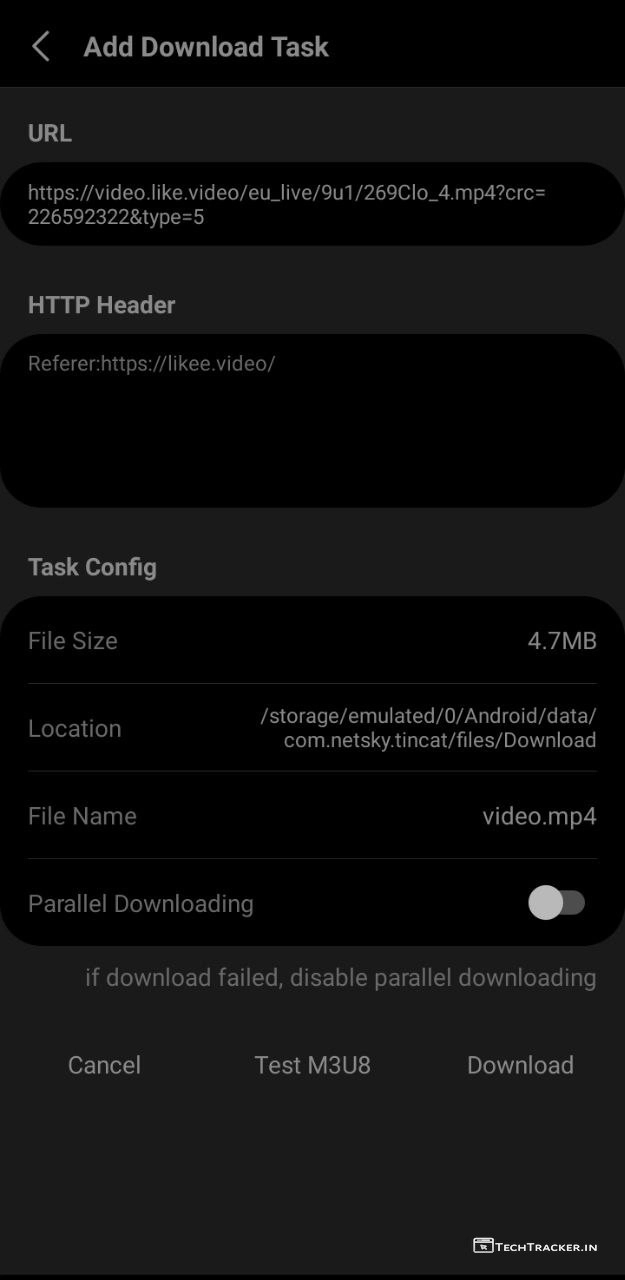 Add Download Task
URL
https://video.like.video/eu_live/9u1/269Clo_4.mp4?crc=
226592322&type=5
HTTP Header
Referer:https://likee.video/
Task Config
File Size
4.7MB
Location
/storage/emulated/0/Android/data/
com.netsky.tincat/files/Download
File Name
video.mp4
Parallel Downloading
if download failed, disable parallel downloading
Cancel
Test M3U8
Download
TechTracker.in